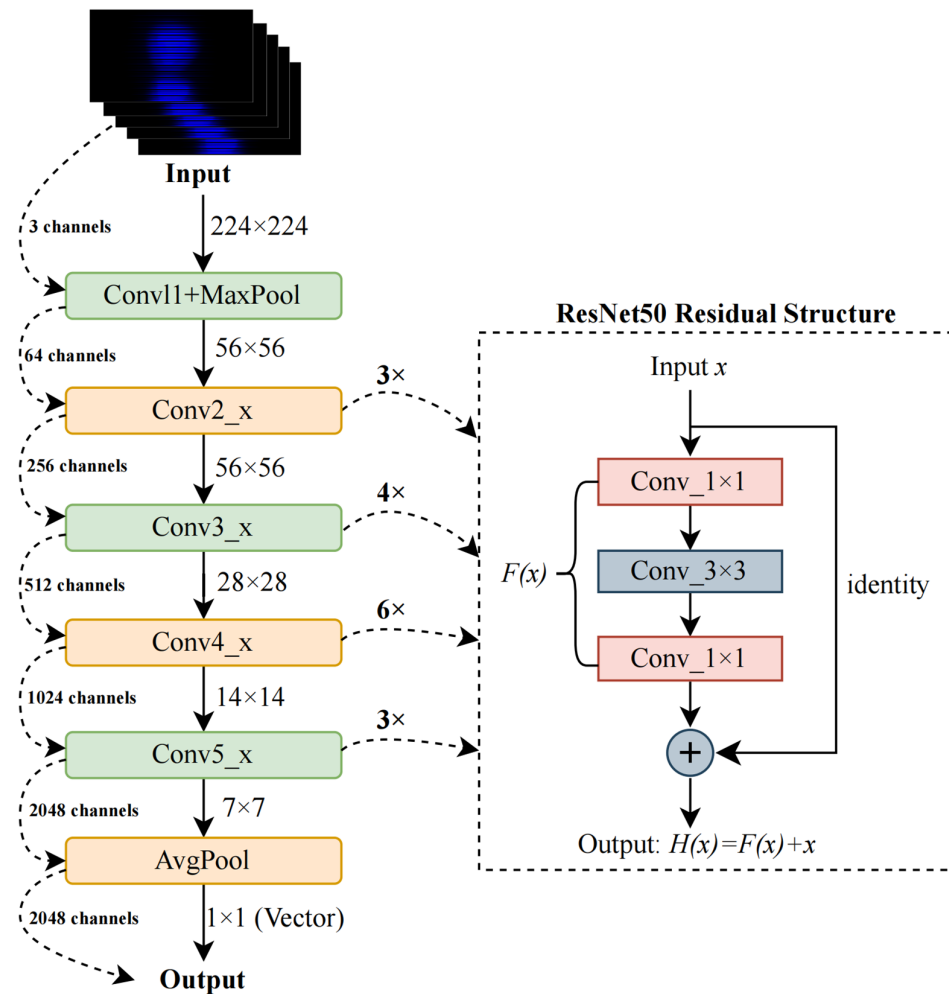 Input
3 channels
224×224
Convl1+MaxPool
64 channels
56×56
Conv2_x
3×
256 channels
56×56
Conv3_x
4×
512 channels
28×28
Conv4_x
6×
1024 channels
14×14
Conv5_x
3×
2048 channels
7×7
AvgPool
2048 channels
1×1 (Vector)
Output
ResNet50 Residual Structure
Input x
Conv_1×1
F(x)
Conv_3×3
identity
Conv_1×1
+
Output: H(x)=F(x)+x